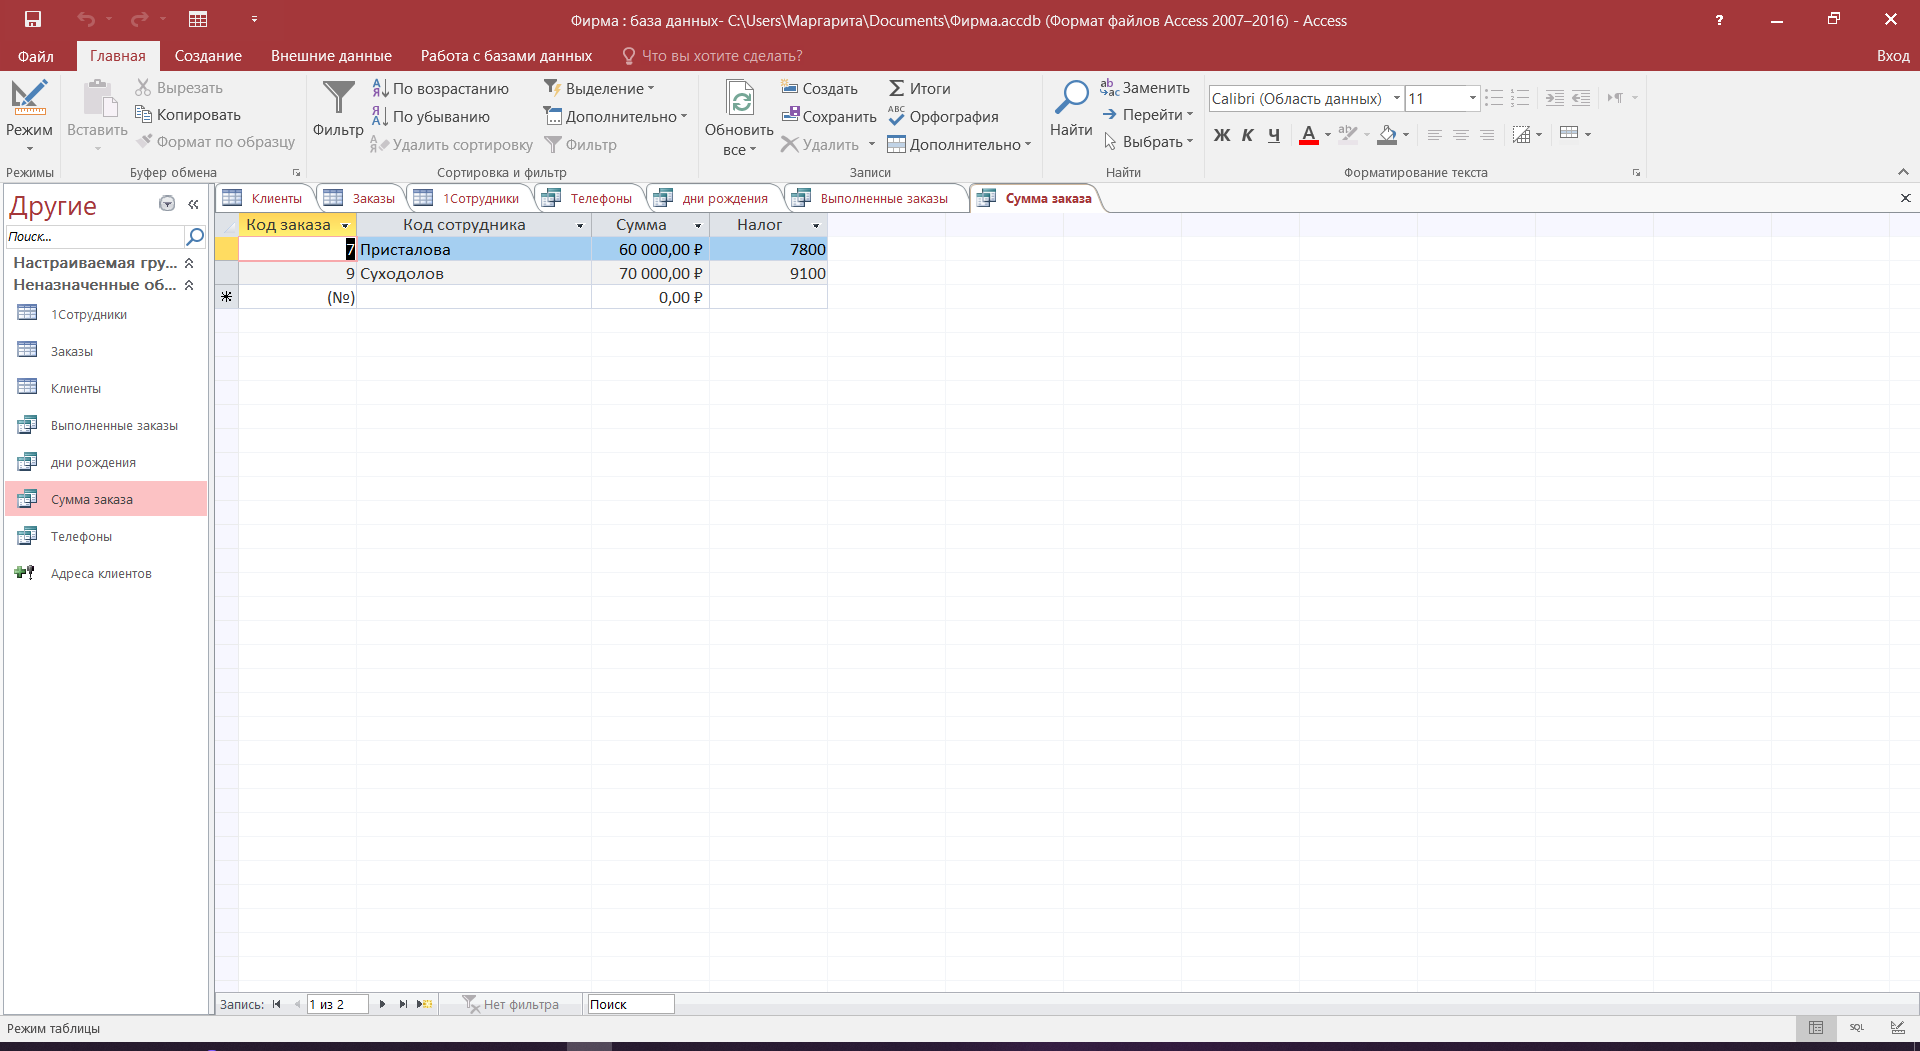 Фирма : база данных- C:\Users\Маргарита\Documents\Фирма.accdb (Формат файлов Access 2007–2016) - Access
?
Файл Главная Создание Внешние данные Работа с базами данных Что вы хотите сделать? Вход
Режим
Режимы
Вставить
Вырезать
Копировать
Формат по образцу
Буфер обмена
Фильтр
По возрастанию
По убыванию
Удалить сортировку
Выделение
Дополнительно
Фильтр
Сортировка и фильтр
Обновить
все
Создать
Сохранить
Удалить
Итоги
Орфография
Дополнительно
Записи
Найти
Заменить
Перейти
Выбрать
Найти
Calibri (Область данных) 11
Ж К Ч А
Форматирование текста
Другие
Поиск...
Настраиваемая гру...
Неназначенные об...
1Сотрудники
Заказы
Клиенты
Выполненные заказы
дни рождения
Сумма заказа
Телефоны
Адреса клиентов
Клиенты Заказы 1Сотрудники Телефоны дни рождения Выполненные заказы Сумма заказа
Код заказа Код сотрудника Сумма Налог
7 Присталова 60 000,00 ₽ 7800
9 Суходолов 70 000,00 ₽ 9100
(№) 0,00 ₽
Запись: 1 из 2 Нет фильтра Поиск
Режим таблицы SQL